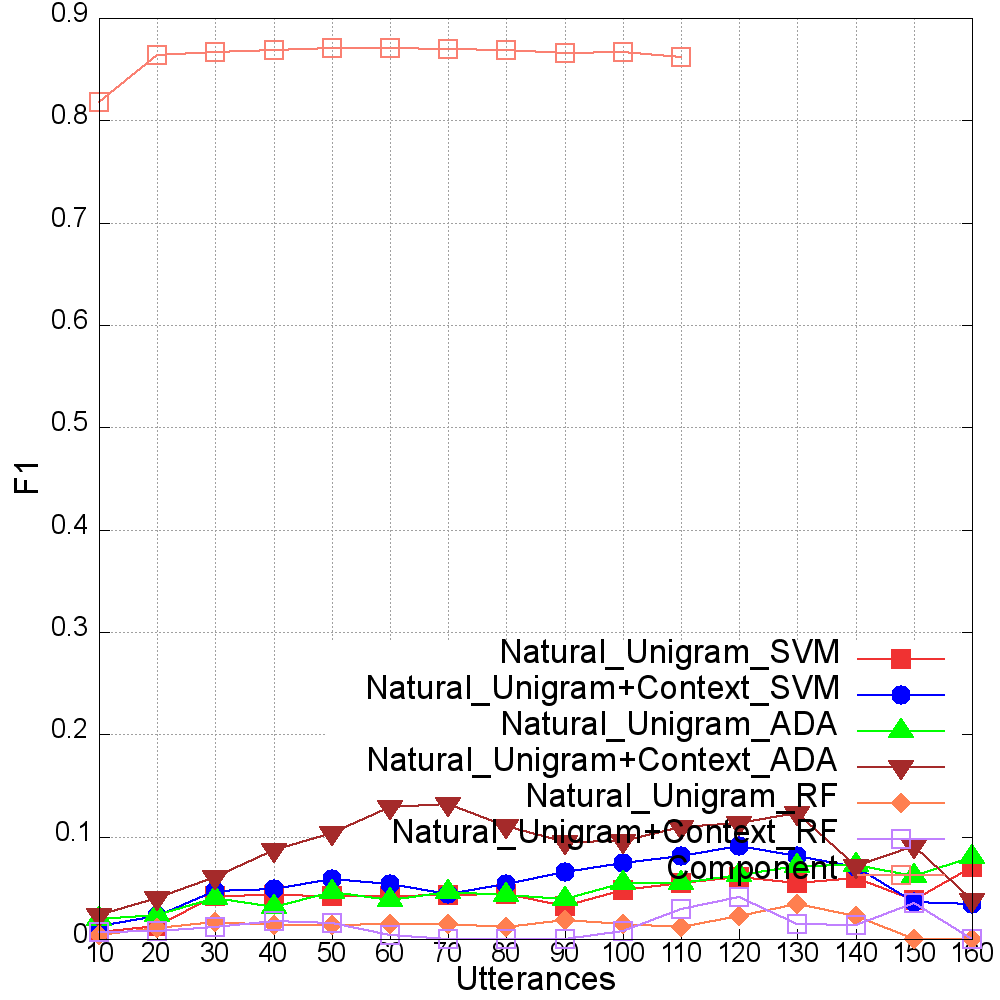 0.9
0.8
0.7
0.6
0.5
0.4
0.3
0.2
0.1
0
F1
Natural_Unigram_SVM
Natural_Unigram+Context_SVM
Natural_Unigram_ADA
Natural_Unigram+Context_ADA
Natural_Unigram_RF
Natural_Unigram+Context_RF
Component
10 20 30 40 50 60 70 80 90 100 110 120 130 140 150 160
Utterances